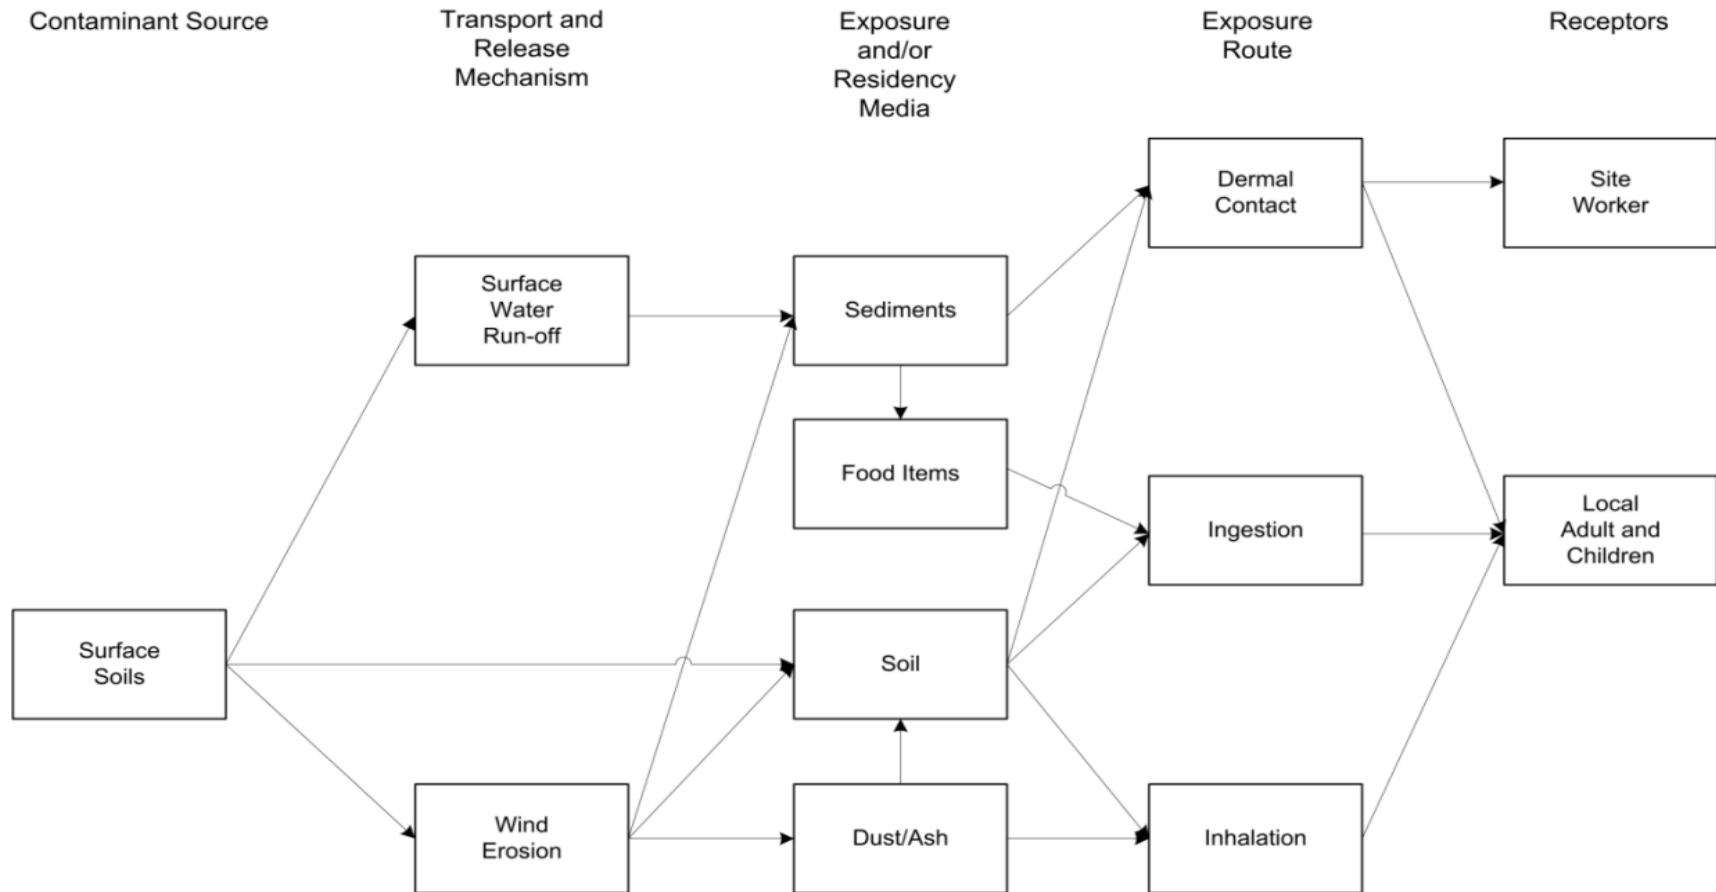 Contaminant Source
Transport and
Release
Mechanism
Exposure
and/or
Residency
Media
Exposure
Route
Receptors
Dermal
Contact
Site
Worker
Surface
Water
Run-off
Sediments
Food Items
Ingestion
Local
Adult and
Children
Surface
Soils
Soil
Wind
Erosion
Dust/Ash
Inhalation